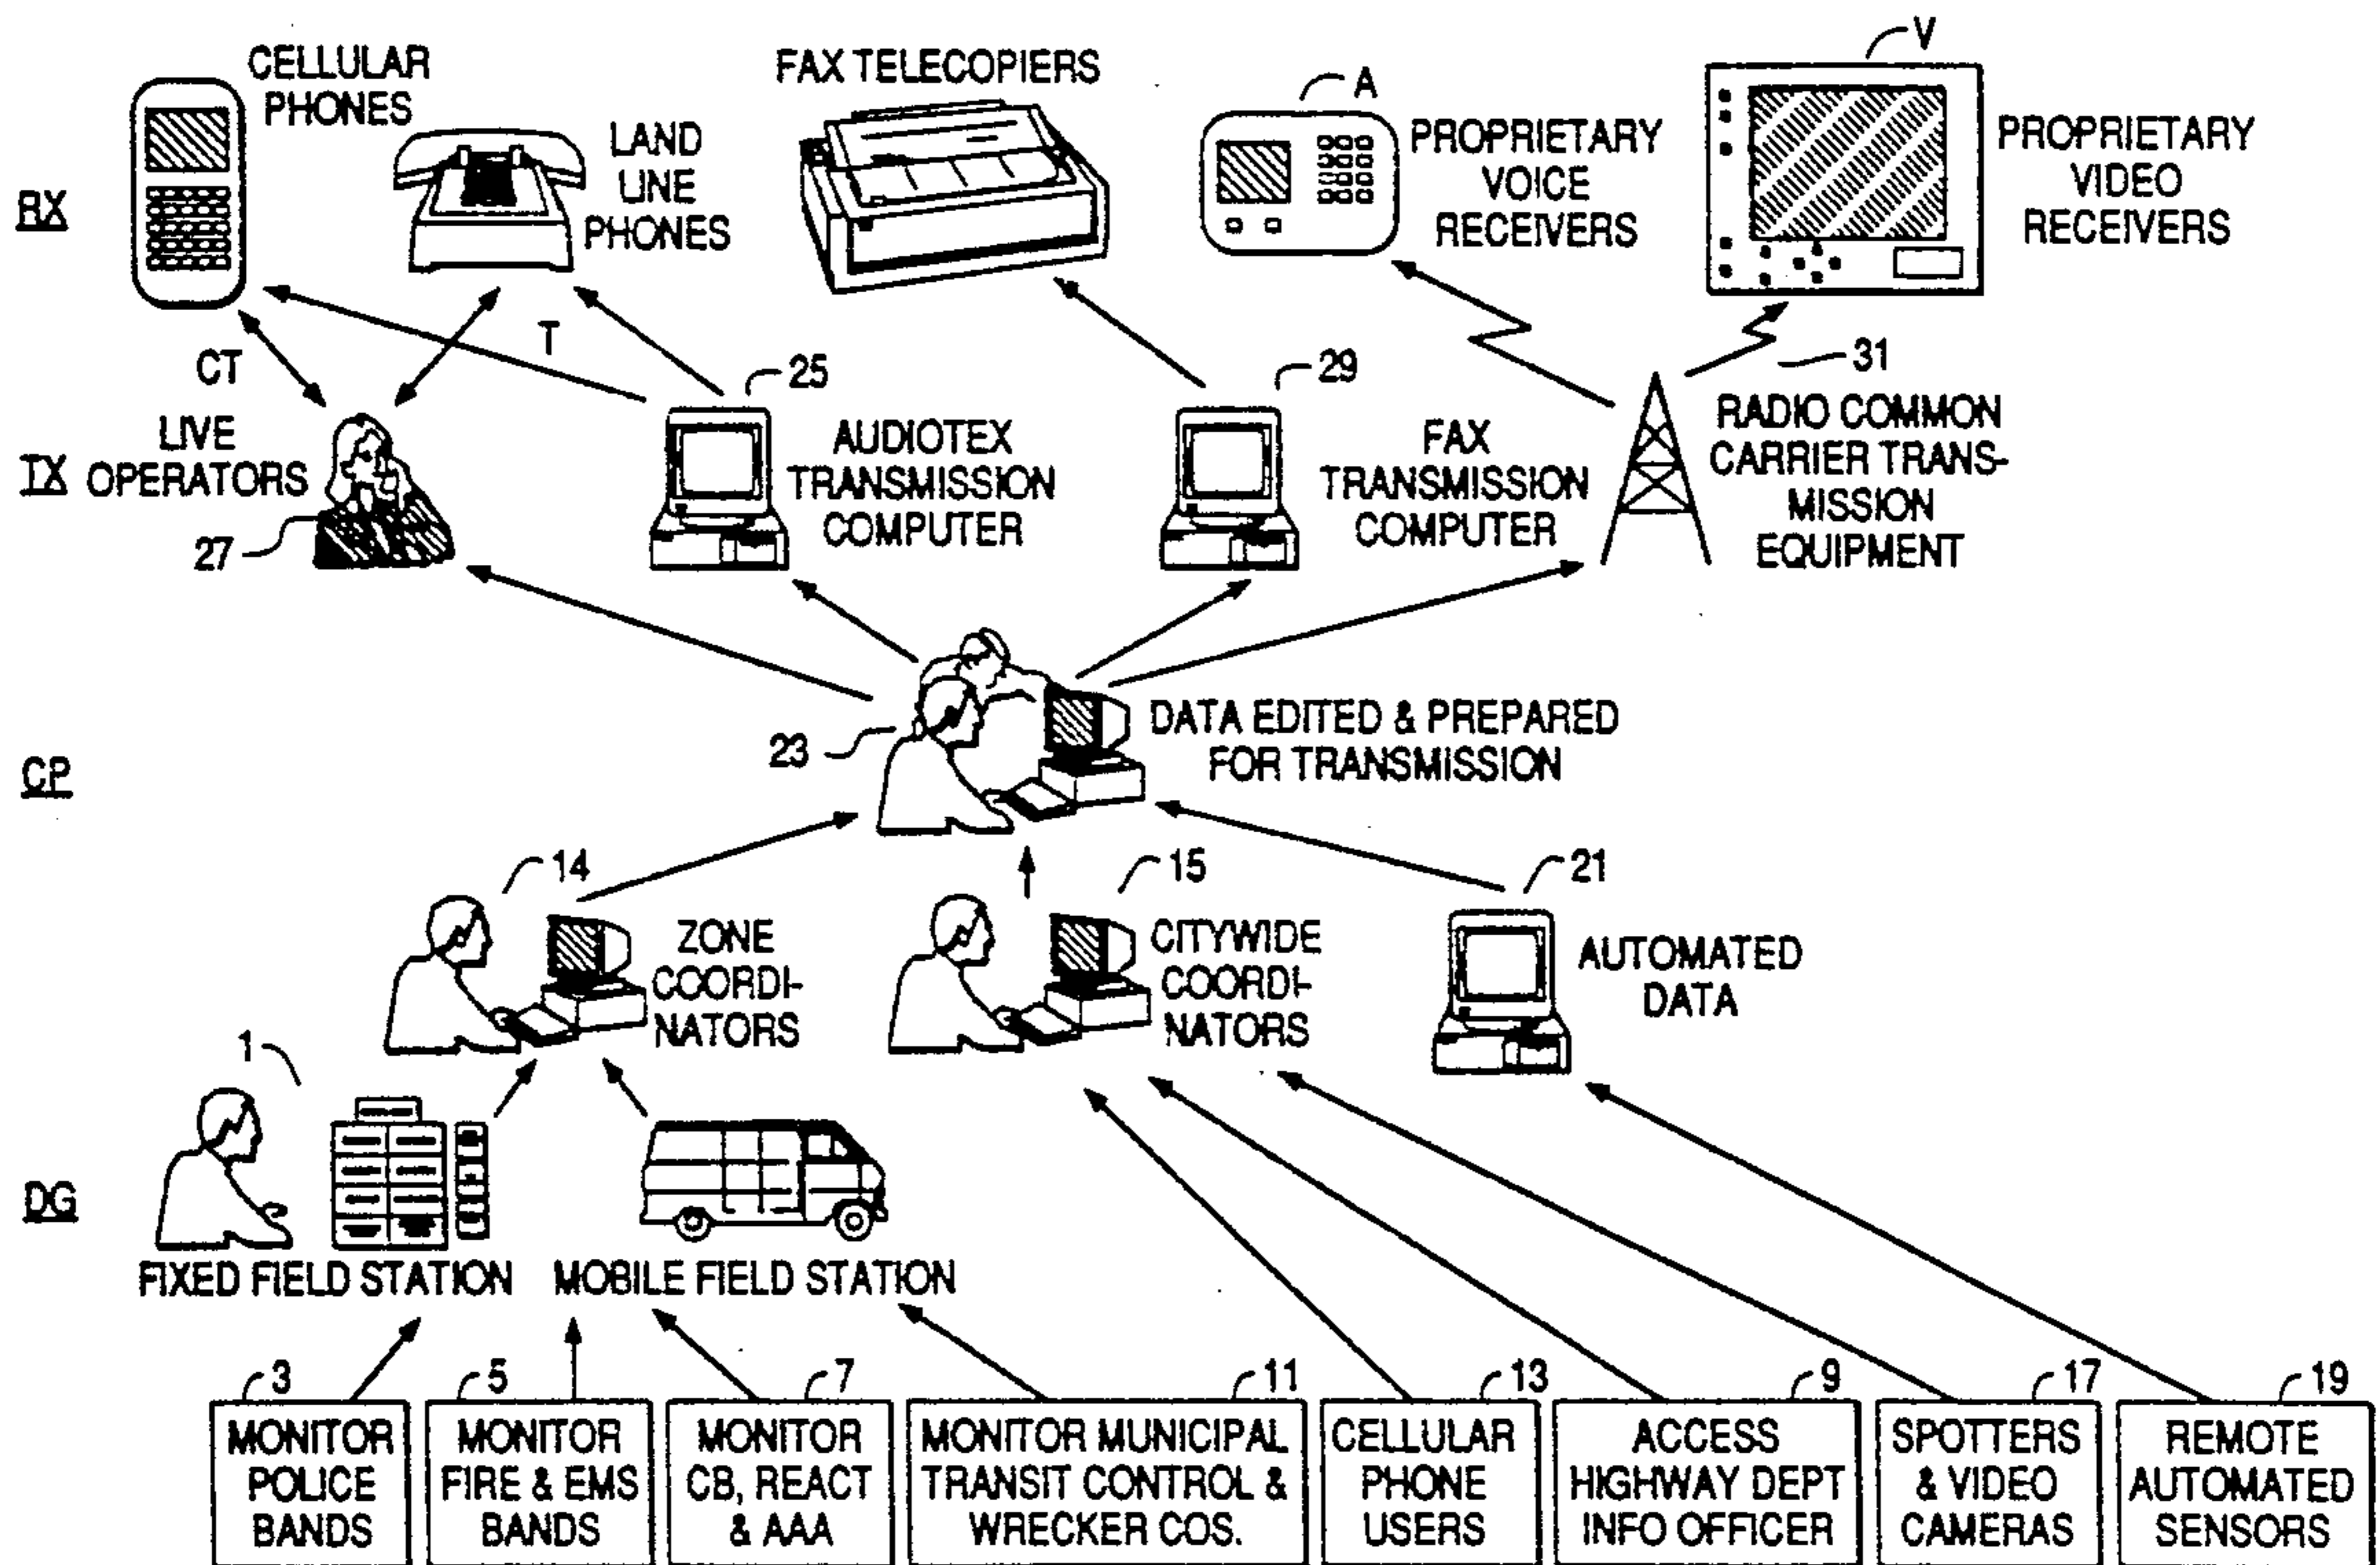 CELLULAR
PHONES
LAND
LINE
PHONES
FAX TELECOPIERS
A
PROPRIETARY
VOICE
RECEIVERS
V
PROPRIETARY
VIDEO
RECEIVERS
RX
CT
T
25
29
31
LIVE
OPERATORS
TX
27
AUDIOTEX
TRANSMISSION
COMPUTER
FAX
TRANSMISSION
COMPUTER
RADIO COMMON
CARRIER TRANS-
MISSION
EQUIPMENT
23
DATA EDITED & PREPARED
FOR TRANSMISSION
CP
14
ZONE
COORDI-
NATORS
15
CITYWIDE
COORDI-
NATORS
21
AUTOMATED
DATA
1
DG
FIXED FIELD STATION
MOBILE FIELD STATION
3
MONITOR
POLICE
BANDS
5
MONITOR
FIRE & EMS
BANDS
7
MONITOR
CB, REACT
& AAA
11
MONITOR MUNICIPAL
TRANSIT CONTROL &
WRECKER COS.
13
CELLULAR
PHONE
USERS
9
ACCESS
HIGHWAY DEPT
INFO OFFICER
17
SPOTTERS
& VIDEO
CAMERAS
19
REMOTE
AUTOMATED
SENSORS